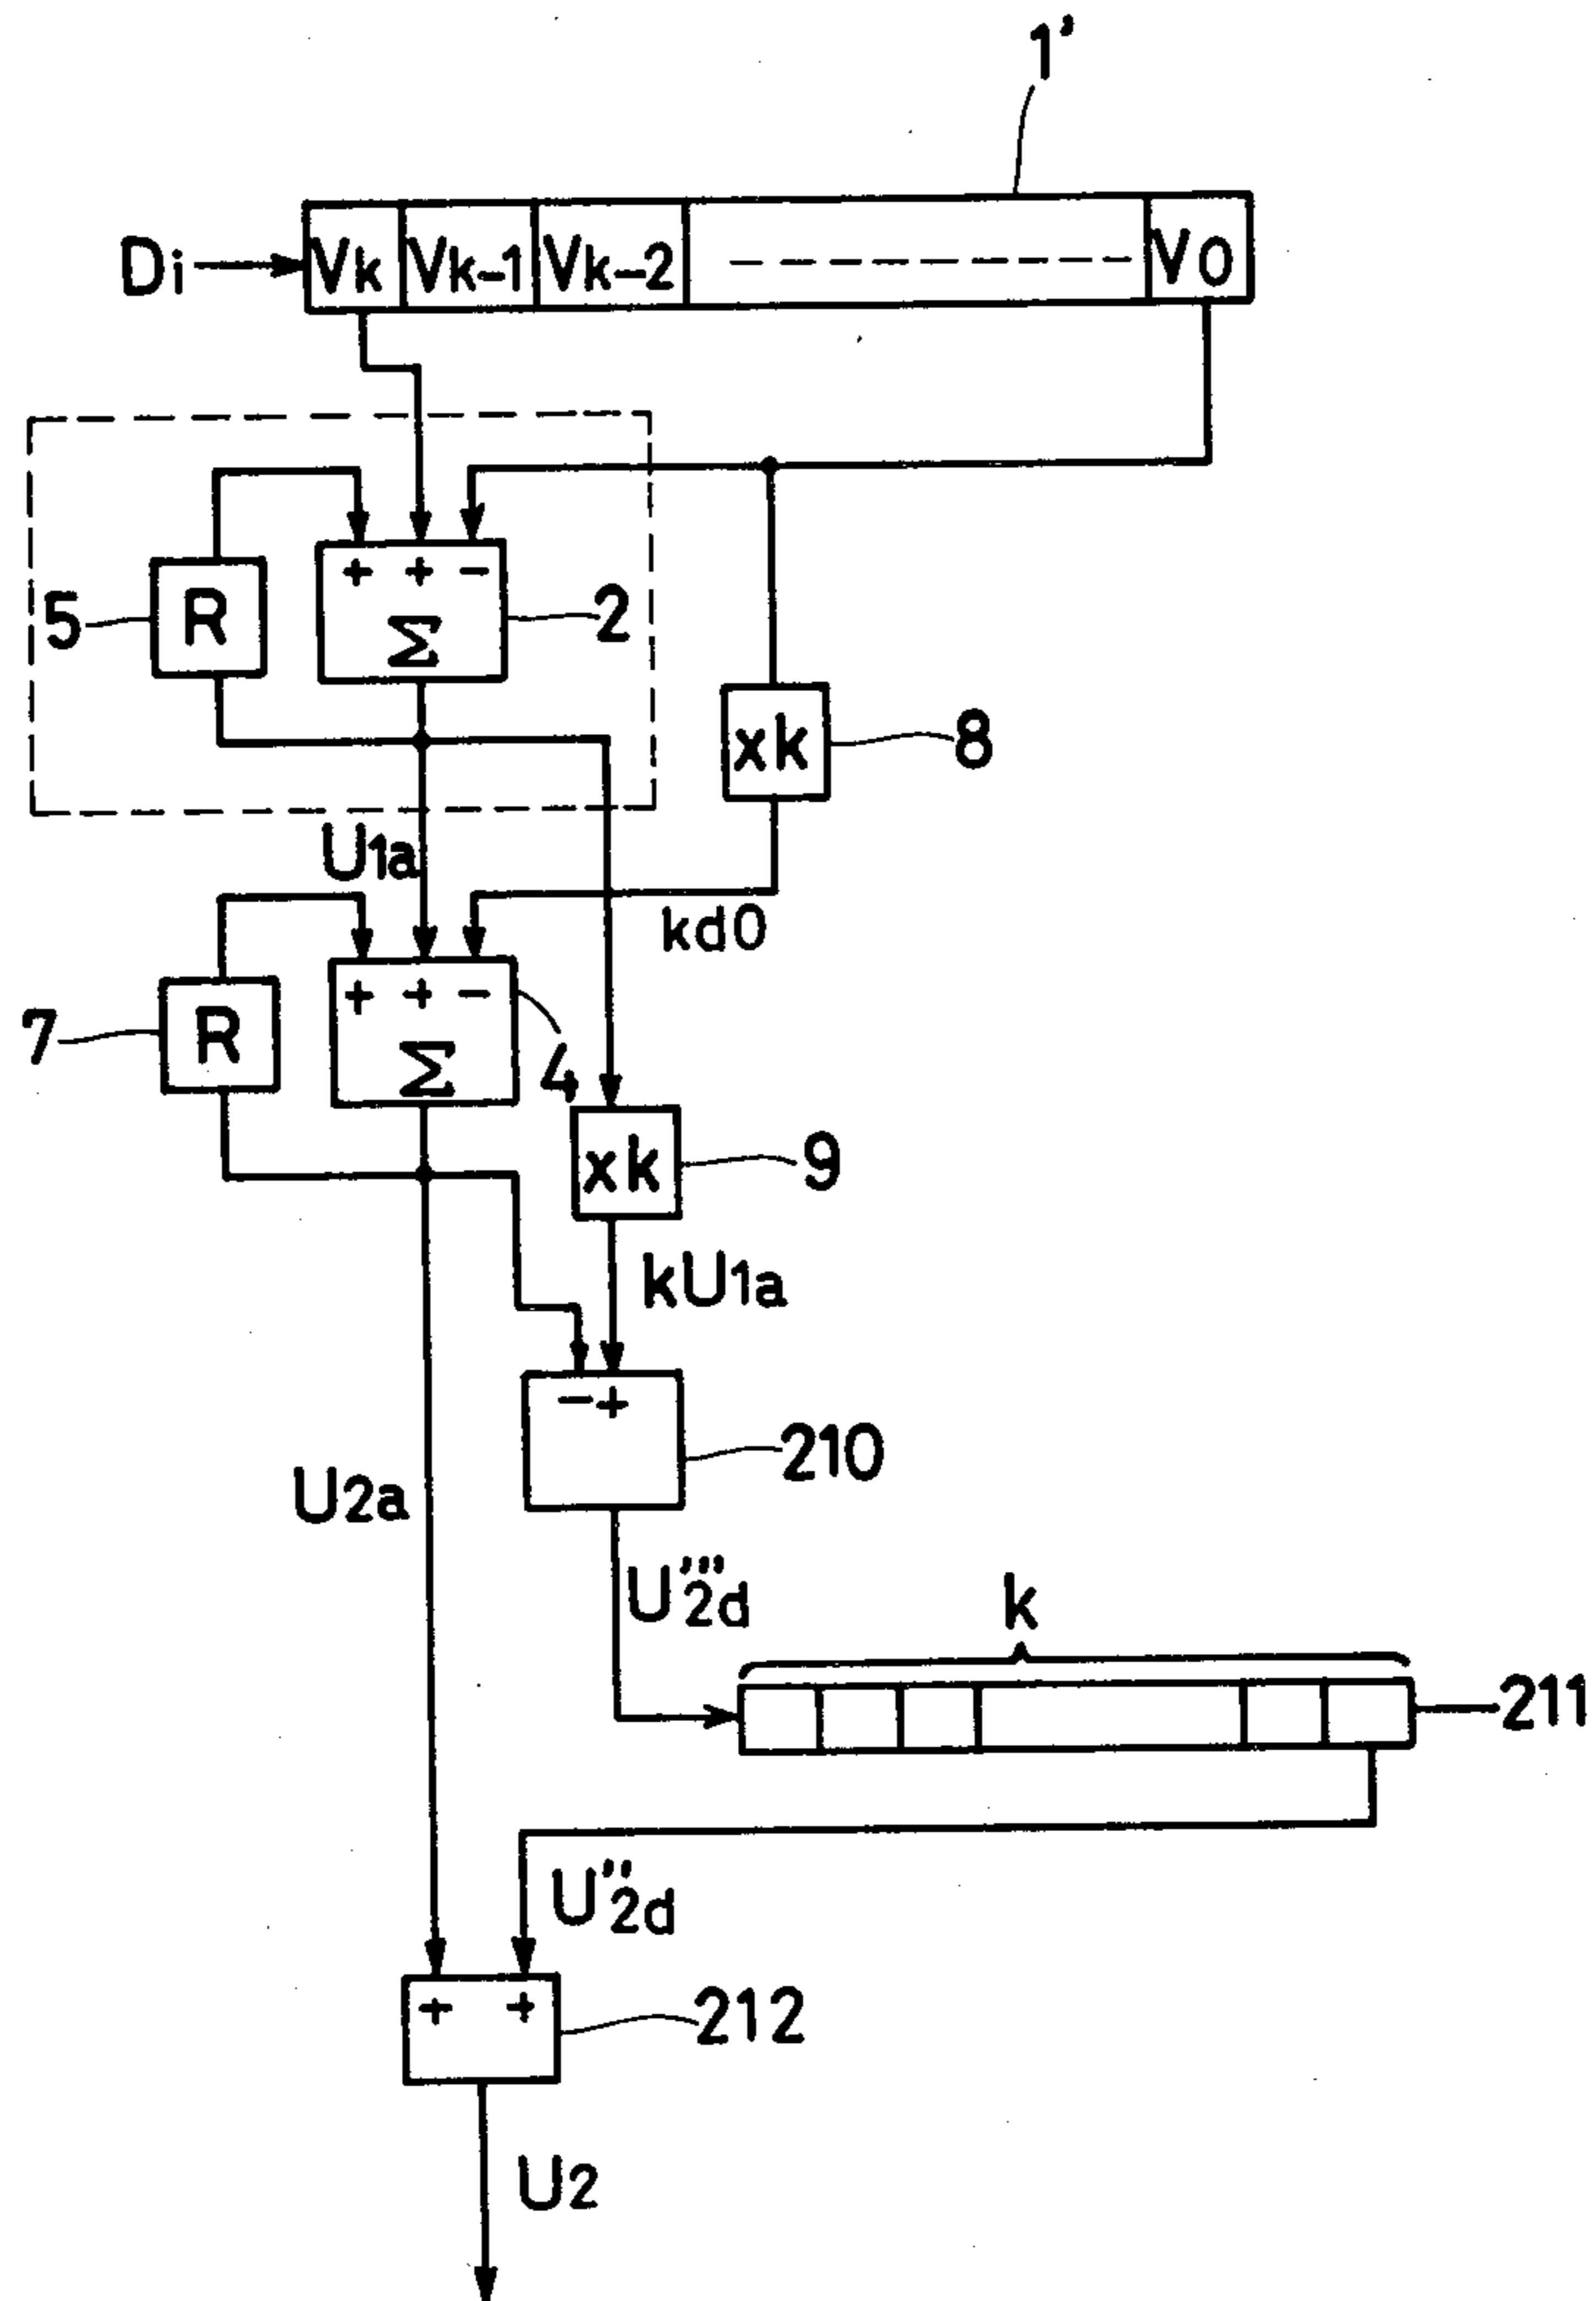 1'
Di Vk Vk-1 Vk-2 V0
+ + -
5 R Σ 2
xk 8
U1a
kd0
+ + -
7 R Σ 4
xk 9
kU1a
- +
210
U2a
U'''2d
k
211
U''2d
+ +
212
U2